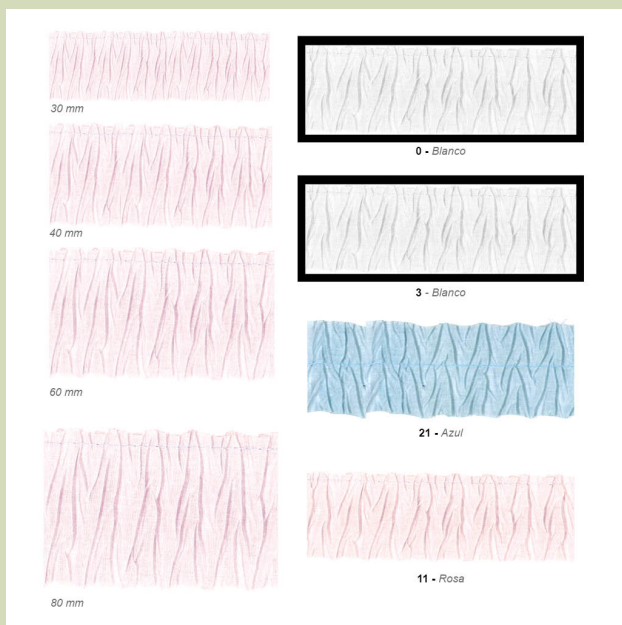 30 mm
40 mm
60 mm
80 mm
0 - Blanco
3 - Blanco
21 - Azul
11 - Rosa